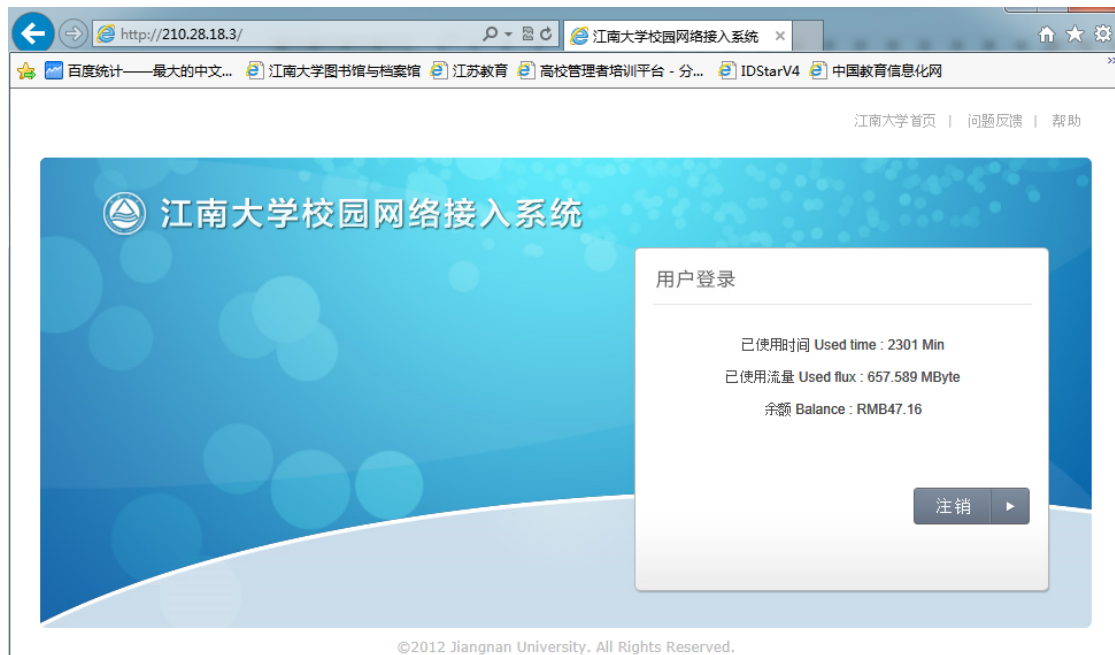 http://210.28.18.3/
江南大学校园网络接入系统
百度统计——最大的中文... 江南大学图书馆与档案馆 江苏教育 高校管理者培训平台 - 分... IDStarV4 中国教育信息化网
江南大学首页 | 问题反馈 | 帮助
江南大学校园网络接入系统
用户登录
已使用时间 Used time : 2301 Min
已使用流量 Used flux : 657.589 MByte
余额 Balance : RMB47.16
注销
©2012 Jiangnan University. All Rights Reserved.